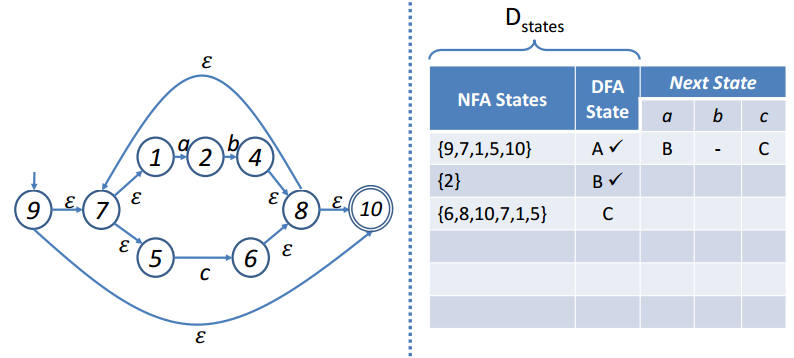 D states
NFA States DFA State Next State
a b c
{9,7,1,5,10} A ✓ B - C
{2} B ✓
{6,8,10,7,1,5} C
ε
a b
1 2 4
ε ε
9 ε 7 8 ε 10
ε ε
5 6
c
ε